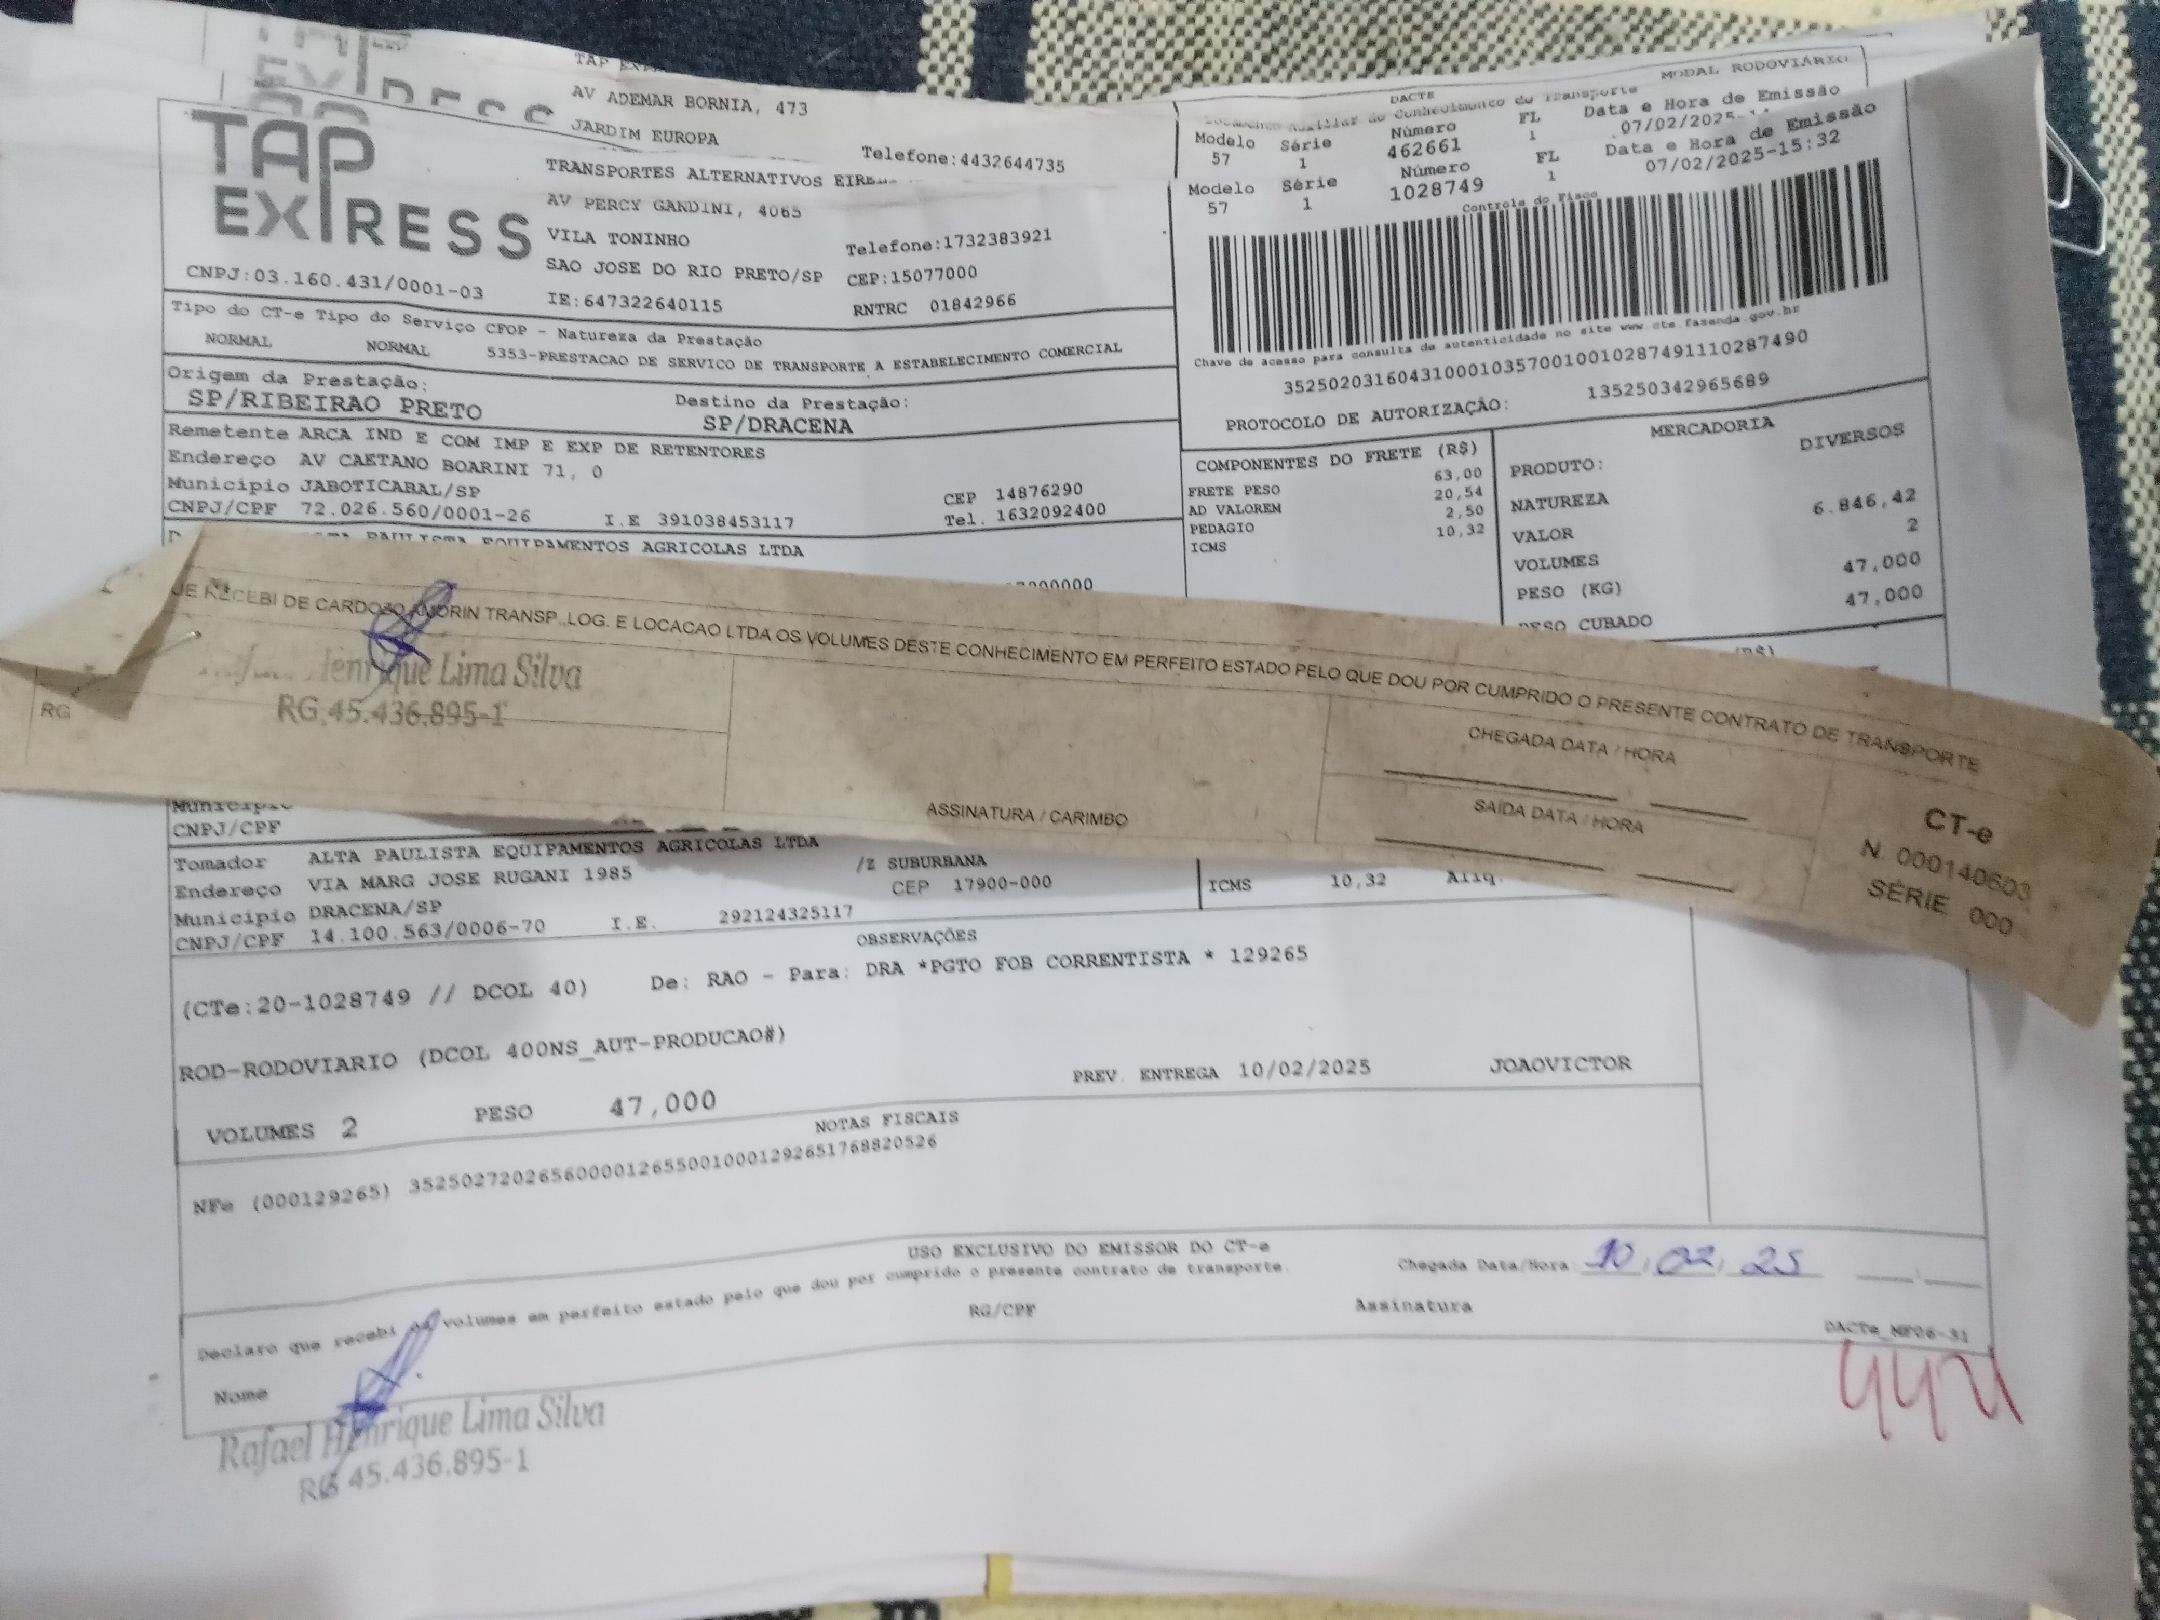 AV ADEMAR BORNIA, 473
JARDIM EUROPA
Telefone:4432644735
MODAL RODOVIÁRIO
DACTE
Modelo Série Número FL Data e Hora de Emissão
57 1 462661 1 07/02/2025-
TAP EXPRESS
CNPJ:03.160.431/0001-03
TRANSPORTES ALTERNATIVOS
AV PERCY GANDINI, 4065
VILA TONINHO
Telefone:1732383921
SAO JOSE DO RIO PRETO/SP CEP:15077000
IE:647322640115 RNTRC 01842966
Modelo Série Número FL Data e Hora de Emissão
57 1 1028749 1 07/02/2025-15:32
Controle do Fisco
Chave de acesso para consulta de autenticidade no site www.cte.fazenda.gov.br
35250203160431000103570010010287491110287490
PROTOCOLO DE AUTORIZAÇÃO: 135250342965689
Tipo do CT-e Tipo do Serviço CFOP - Natureza da Prestação
NORMAL NORMAL 5353-PRESTACAO DE SERVICO DE TRANSPORTE A ESTABELECIMENTO COMERCIAL
Origem da Prestação:
SP/RIBEIRAO PRETO
Destino da Prestação:
SP/DRACENA
Remetente ARCA IND E COM IMP E EXP DE RETENTORES
Endereço AV CAETANO BOARINI 71, 0
Município JABOTICABAL/SP CEP 14876290
CNPJ/CPF 72.026.560/0001-26 I.E 391038453117 Tel. 1632092400
PAULISTA EQUIPAMENTOS AGRICOLAS LTDA
COMPONENTES DO FRETE (R$)
FRETE PESO 63,00
AD VALOREM 20,54
PEDAGIO 2,50
ICMS 10,32
MERCADORIA
PRODUTO: DIVERSOS
NATUREZA
VALOR 6.846,42
VOLUMES 2
PESO (KG) 47,000
PESO CUBADO 47,000
RECEBI DE CARDOZO AMORIN TRANSP. LOG. E LOCACAO LTDA OS VOLUMES DESTE CONHECIMENTO EM PERFEITO ESTADO PELO QUE DOU POR CUMPRIDO O PRESENTE CONTRATO DE TRANSPORTE
Henrique Lima Silva
RG 45.436.895-1
RG
ASSINATURA / CARIMBO
CHEGADA DATA / HORA
SAÍDA DATA / HORA
CT-e
N 000140603
SÉRIE 000
Município
CNPJ/CPF
Tomador ALTA PAULISTA EQUIPAMENTOS AGRICOLAS LTDA
Endereço VIA MARG JOSE RUGANI 1985 /Z SUBURBANA
Município DRACENA/SP CEP 17900-000
CNPJ/CPF 14.100.563/0006-70 I.E. 292124325117
ICMS 10,32 Aliq.
OBSERVAÇÕES
(CTe:20-1028749 // DCOL 40) De: RAO - Para: DRA *PGTO FOB CORRENTISTA * 129265
ROD-RODOVIARIO (DCOL 400NS_AUT-PRODUCAO#)
PREV. ENTREGA 10/02/2025 JOAOVICTOR
VOLUMES 2 PESO 47,000
NOTAS FISCAIS
NFe (000129265) 35250272026560000126550010001292651768820526
USO EXCLUSIVO DO EMISSOR DO CT-e
Declaro que recebi os volumes em perfeito estado pelo que dou por cumprido o presente contrato de transporte.
Chegada Data/Hora: 10,02,25
Nome RG/CPF Assinatura
DACTe_NF06-31
Rafael Henrique Lima Silva
RG 45.436.895-1